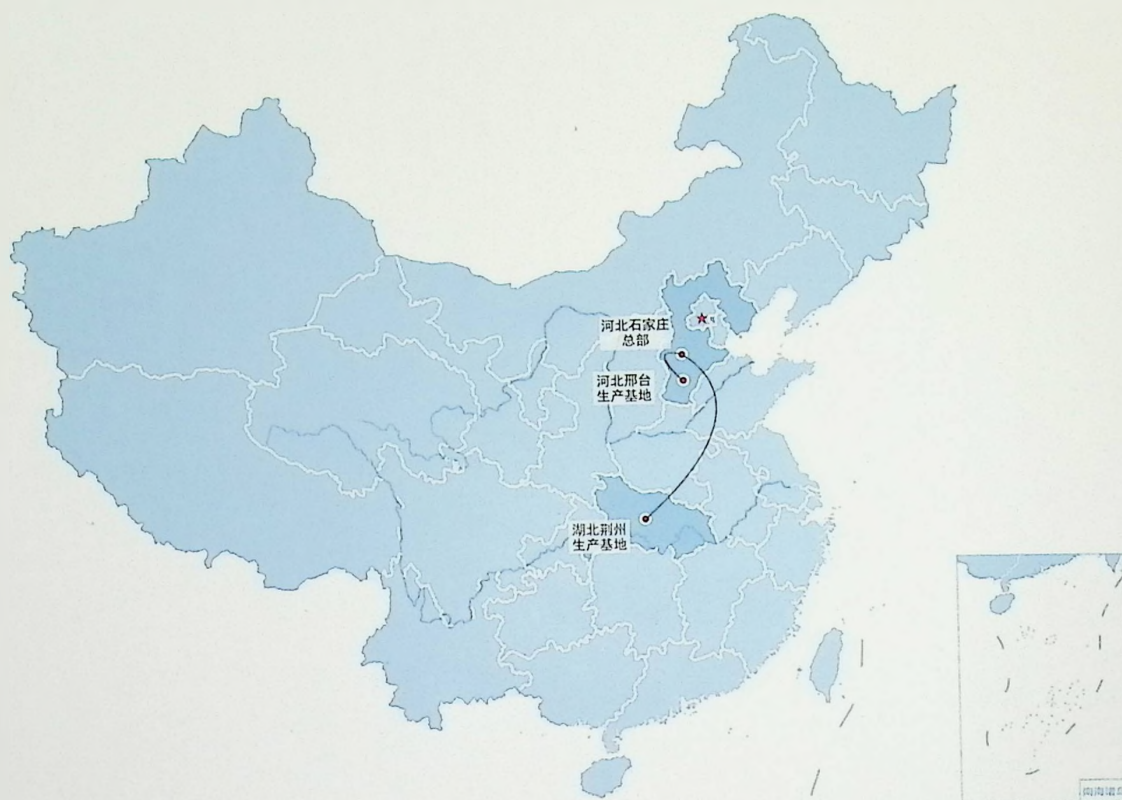 河北石家庄
总部
河北邢台
生产基地
湖北荆州
生产基地